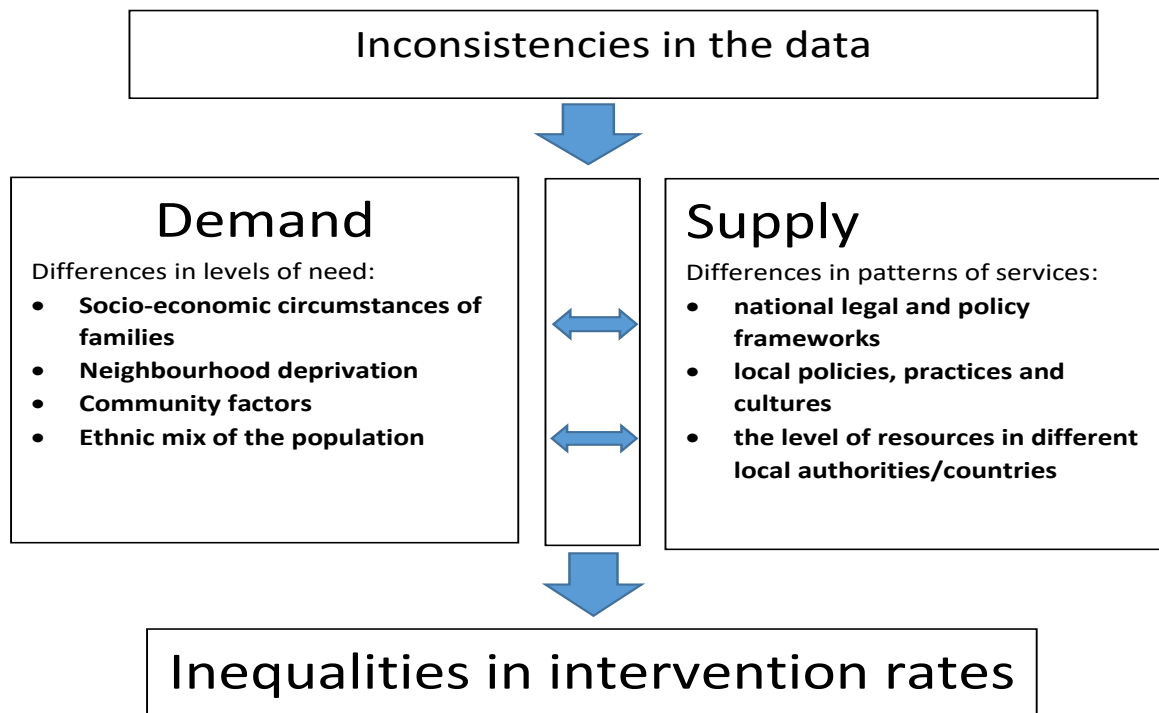 Inconsistencies in the data
Demand
Differences in levels of need:
• Socio-economic circumstances of
families
• Neighbourhood deprivation
• Community factors
• Ethnic mix of the population
Supply
Differences in patterns of services:
• national legal and policy
frameworks
• local policies, practices and
cultures
• the level of resources in different
local authorities/countries
Inequalities in intervention rates